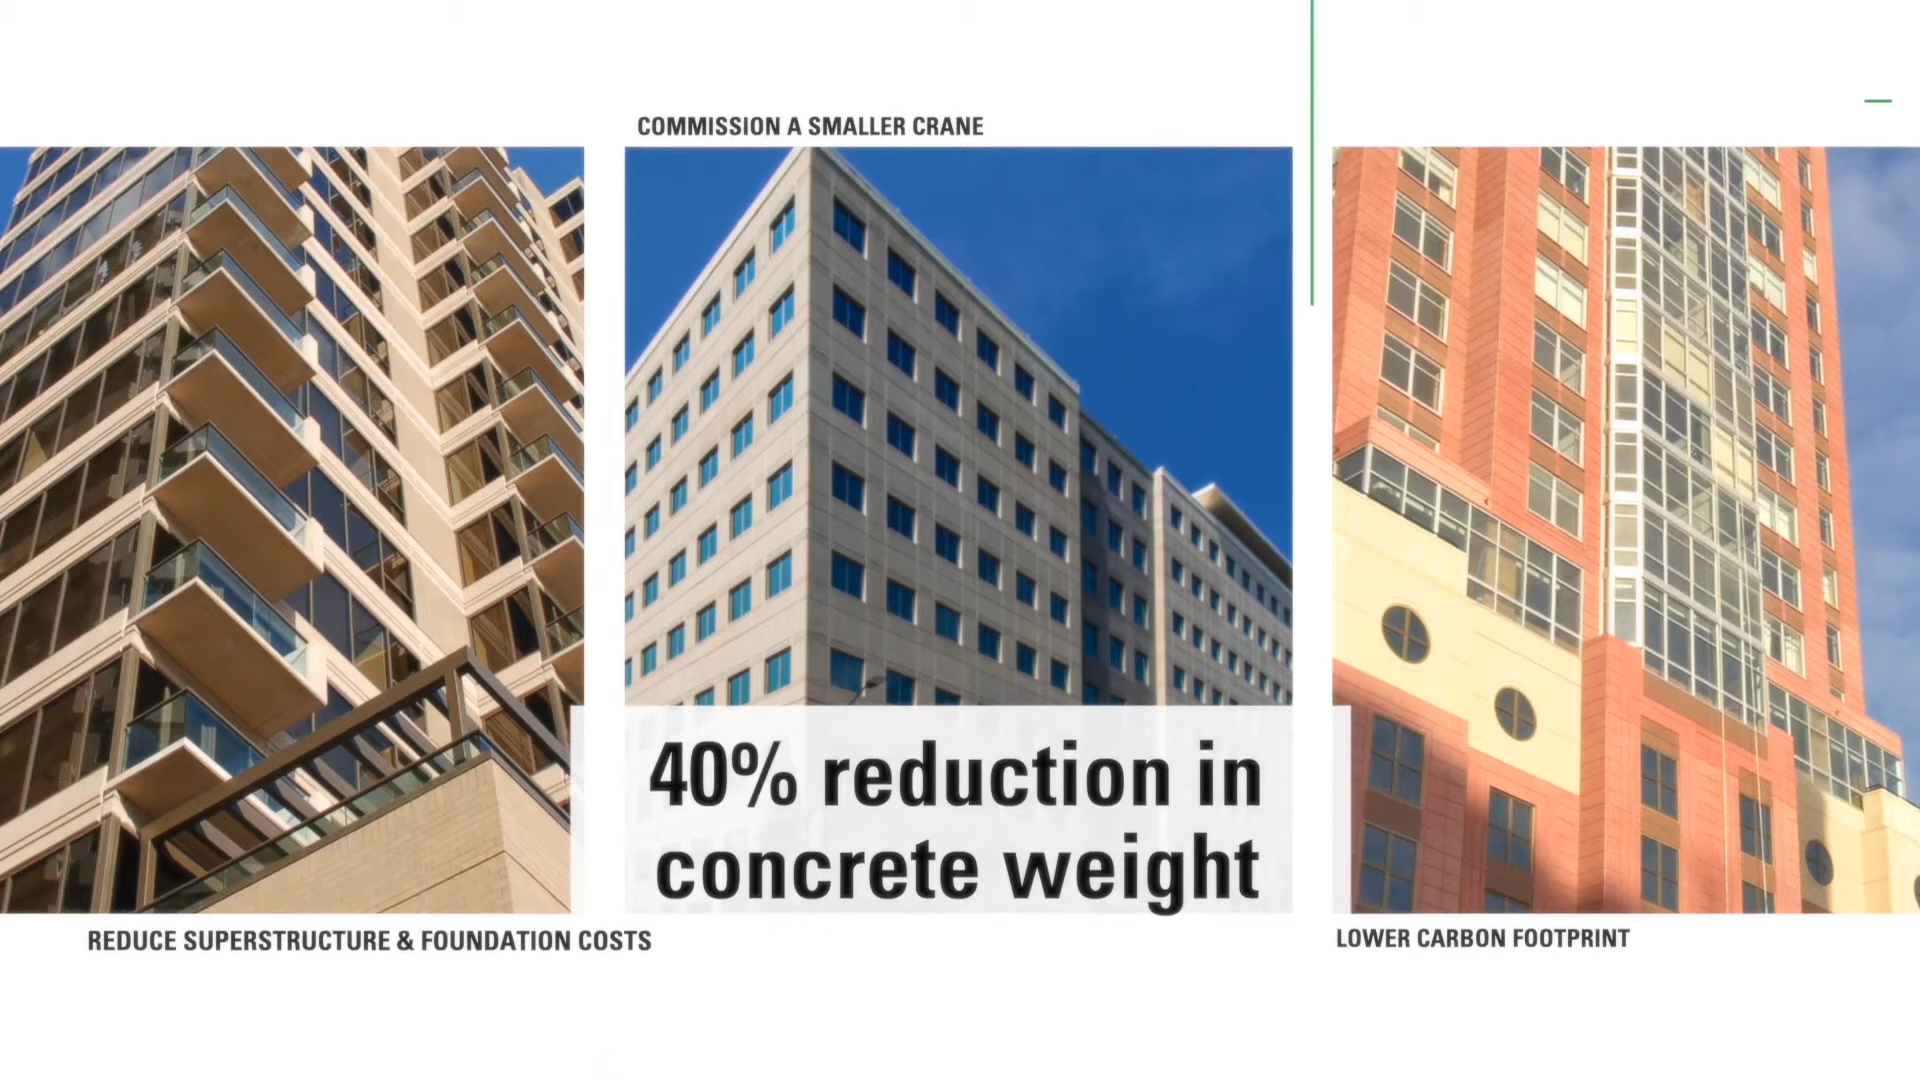 COMMISSION A SMALLER CRANE
40% reduction in
concrete weight
REDUCE SUPERSTRUCTURE & FOUNDATION COSTS
LOWER CARBON FOOTPRINT